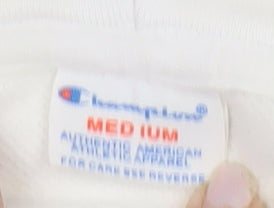 Champion®
MEDIUM
AUTHENTIC AMERICAN
ATHLETIC APPAREL
FOR CARE SEE REVERSE